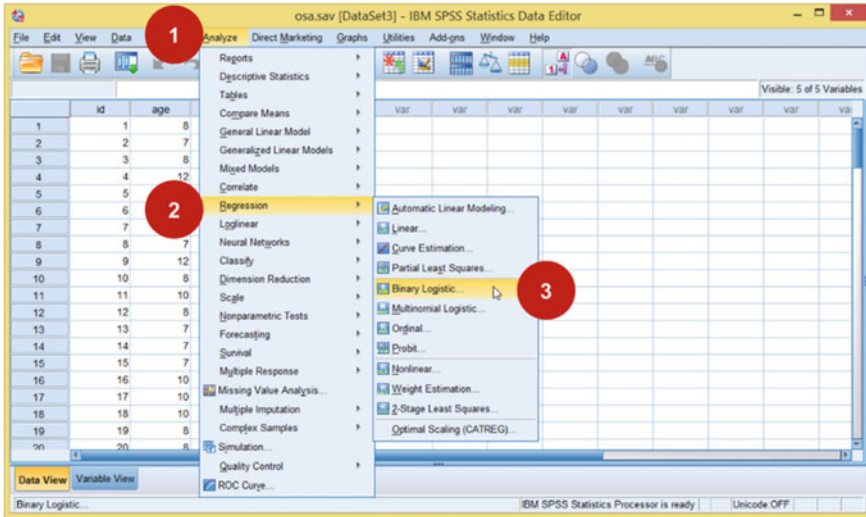 osa.sav [DataSet3] - IBM SPSS Statistics Data Editor
File Edit View Data Analyze Direct Marketing Graphs Utilities Add-ons Window Help
1
Visible: 5 of 5 Variables
id age var var var var var var var
1 1 8
2 2 7
3 3 8
4 4 12
5 5
6 6
7 7
8 8 7
9 9 12
10 10 8
11 11 10
12 12 8
13 13 7
14 14 7
15 15 7
16 16 10
17 17 10
18 18 10
19 19 8
20 20 8
Reports
Descriptive Statistics
Tables
Compare Means
General Linear Model
Generalized Linear Models
Mixed Models
Correlate
2
Regression
Loglinear
Neural Networks
Classify
Dimension Reduction
Scale
Nonparametric Tests
Forecasting
Survival
Multiple Response
Missing Value Analysis...
Multiple Imputation
Complex Samples
Simulation...
Quality Control
ROC Curve...
Automatic Linear Modeling...
Linear...
Curve Estimation...
Partial Least Squares...
Binary Logistic...
3
Multinomial Logistic...
Ordinal...
Probit...
Nonlinear...
Weight Estimation...
2-Stage Least Squares...
Optimal Scaling (CATREG)...
Data View Variable View
Binary Logistic... IBM SPSS Statistics Processor is ready Unicode:OFF